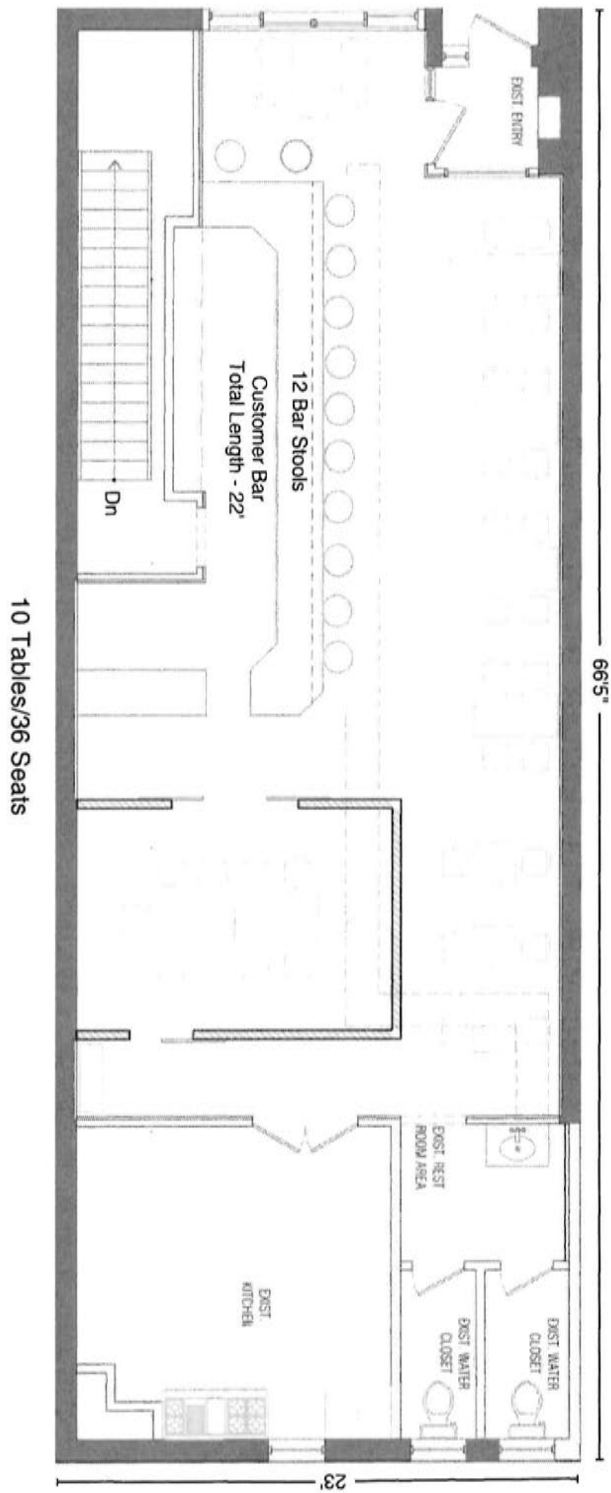 66'5"
EXIST. ENTRY
12 Bar Stools
Customer Bar
Total Length - 22'
Dn
EXIST. REST
ROOM AREA
EXIST. WATER
CLOSET
EXIST. WATER
CLOSET
EXIST.
KITCHEN
23'
10 Tables/36 Seats